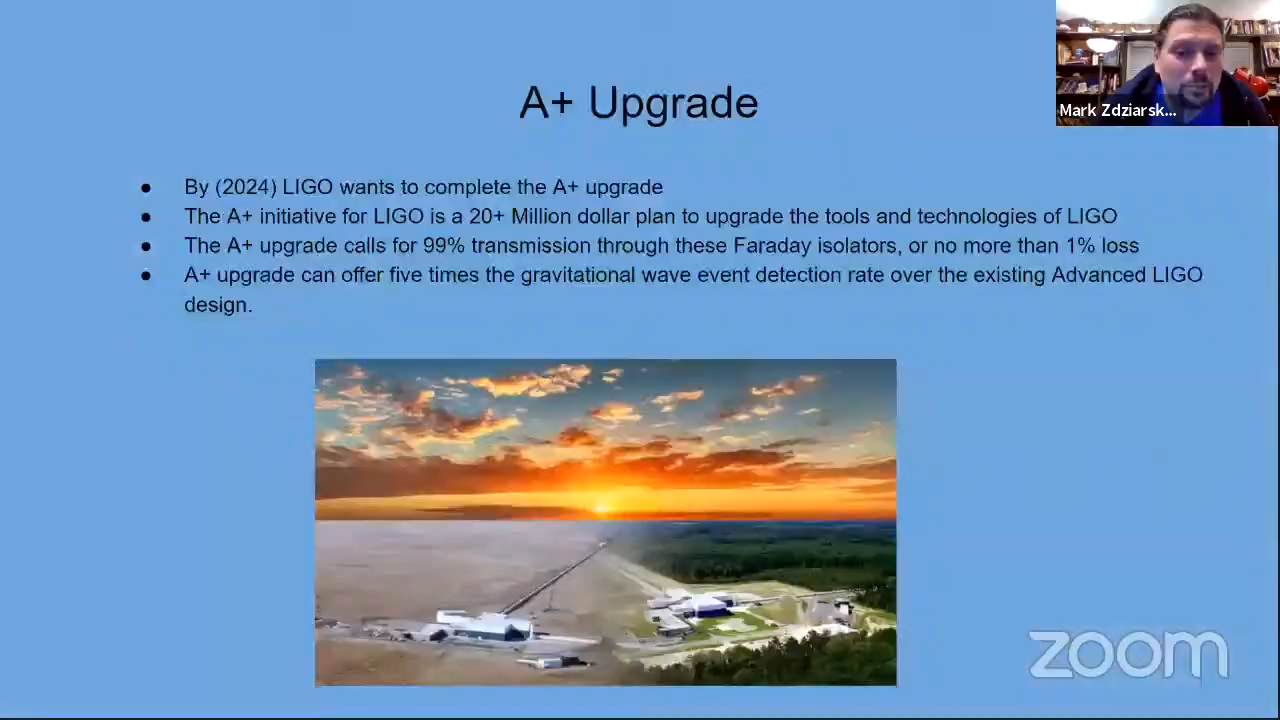 A+ Upgrade
● By (2024) LIGO wants to complete the A+ upgrade
● The A+ initiative for LIGO is a 20+ Million dollar plan to upgrade the tools and technologies of LIGO
● The A+ upgrade calls for 99% transmission through these Faraday isolators, or no more than 1% loss
● A+ upgrade can offer five times the gravitational wave event detection rate over the existing Advanced LIGO
design.
Mark Zdziarsk...
zoom